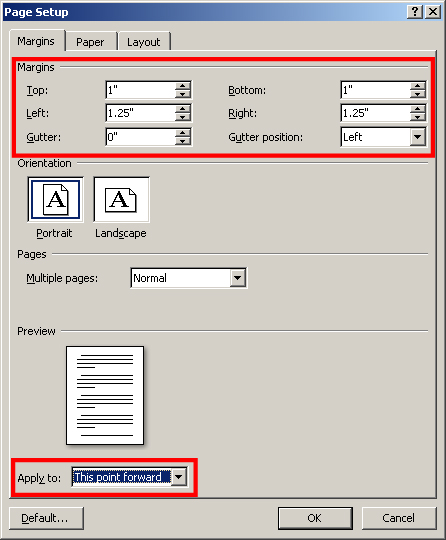 Page Setup
Margins Paper Layout
Margins
Top: 1" Bottom: 1"
Left: 1.25" Right: 1.25"
Gutter: 0" Gutter position: Left
Orientation
A A
Portrait Landscape
Pages
Multiple pages: Normal
Preview
Apply to: This point forward
Default... OK Cancel